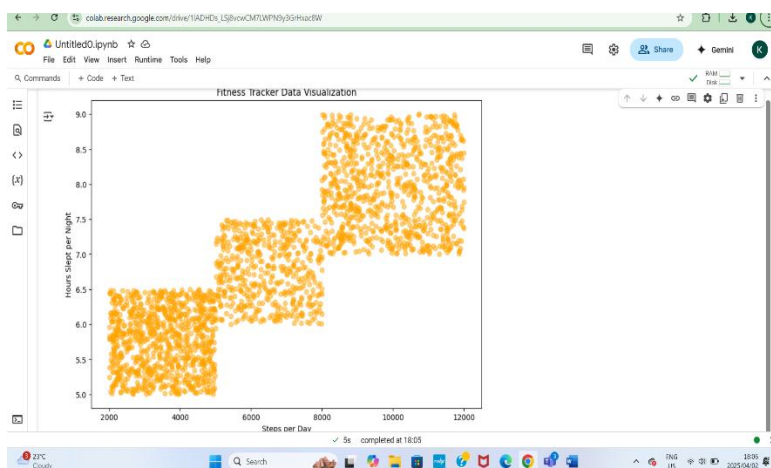 colab.research.google.com/drive/1IADHDs_LSj8vcwCM7LWPN9y3GrHxac8W
Untitled0.ipynb
Share
Gemini
K
File Edit View Insert Runtime Tools Help
Commands + Code + Text
RAM
Disk
Fitness Tracker Data Visualization
9.0
8.5
8.0
7.5
7.0
6.5
6.0
5.5
5.0
Hours Slept per Night
2000 4000 6000 8000 10000 12000
Steps per Day
5s completed at 18:05
23°C
Cloudy
Search
ENG
18:06
2025/04/02